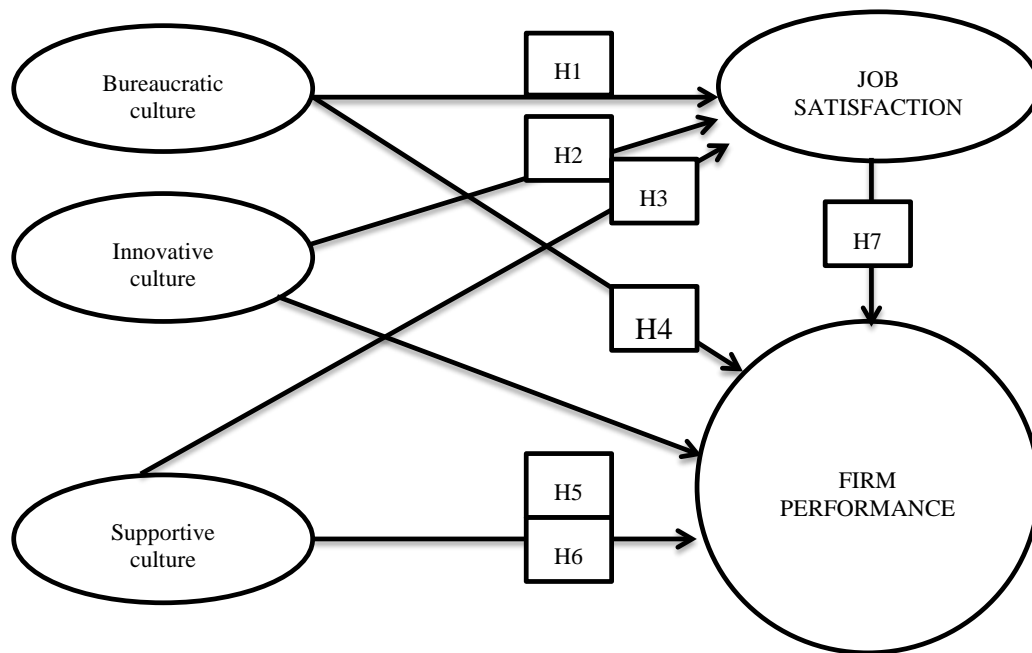 Bureaucratic
culture
H1
JOB
SATISFACTION
H2
H3
Innovative
culture
H7
H4
H5
H6
Supportive
culture
FIRM
PERFORMANCE